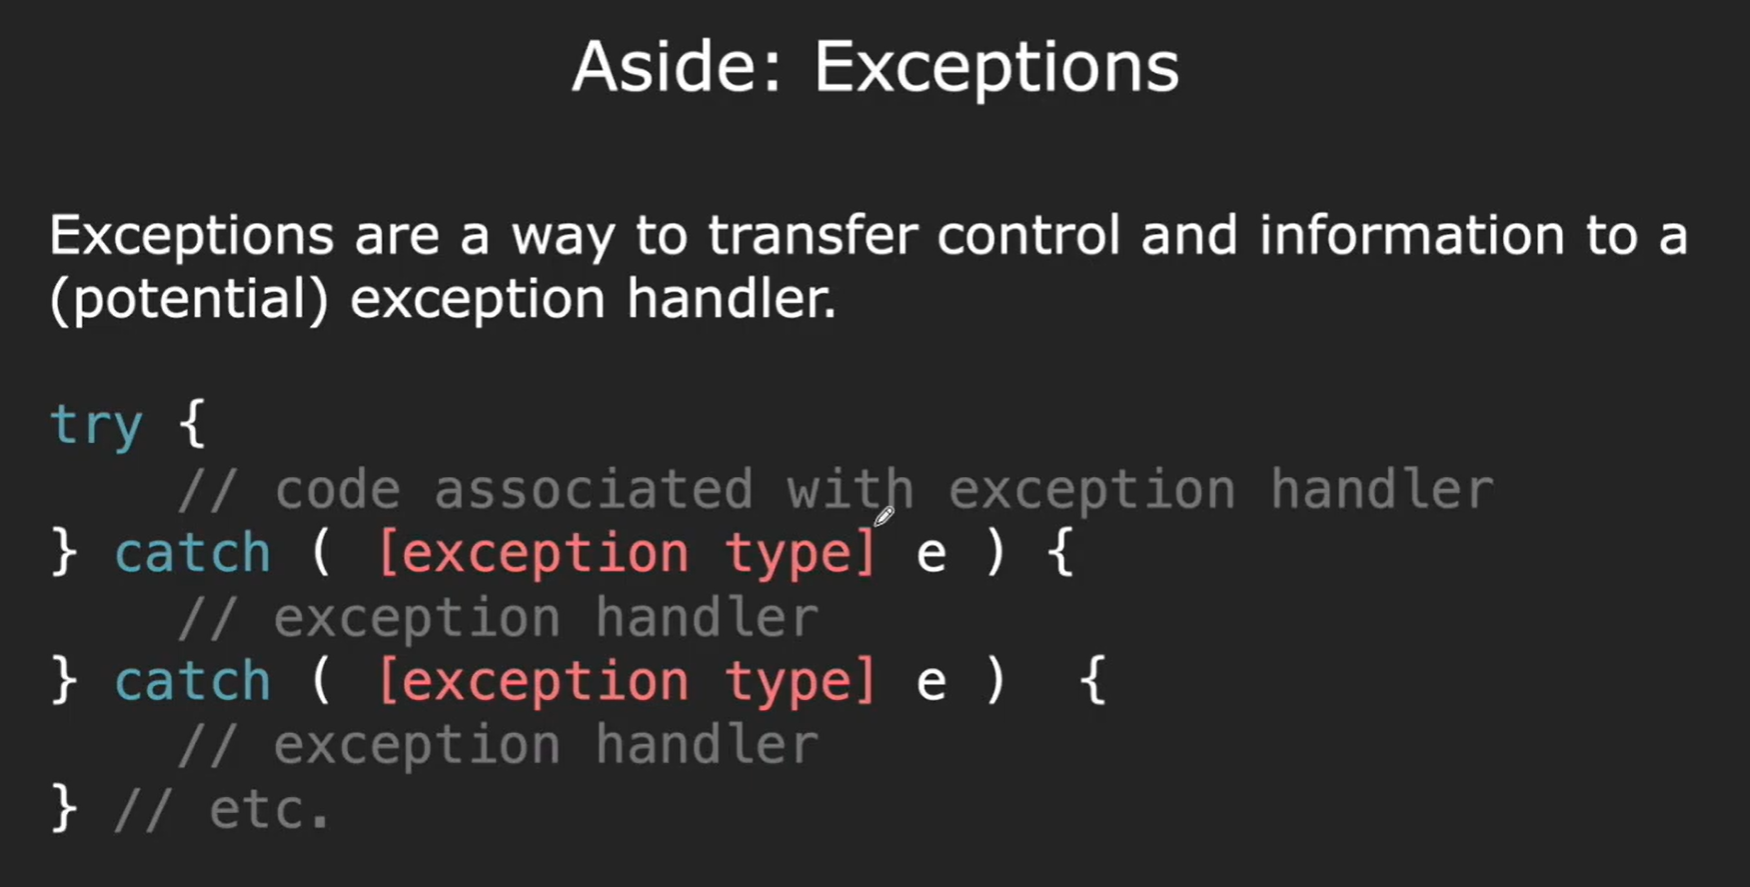 Aside: Exceptions
Exceptions are a way to transfer control and information to a
(potential) exception handler.
try {
    // code associated with exception handler
} catch ( [exception type] e ) {
    // exception handler
} catch ( [exception type] e )  {
    // exception handler
} // etc.